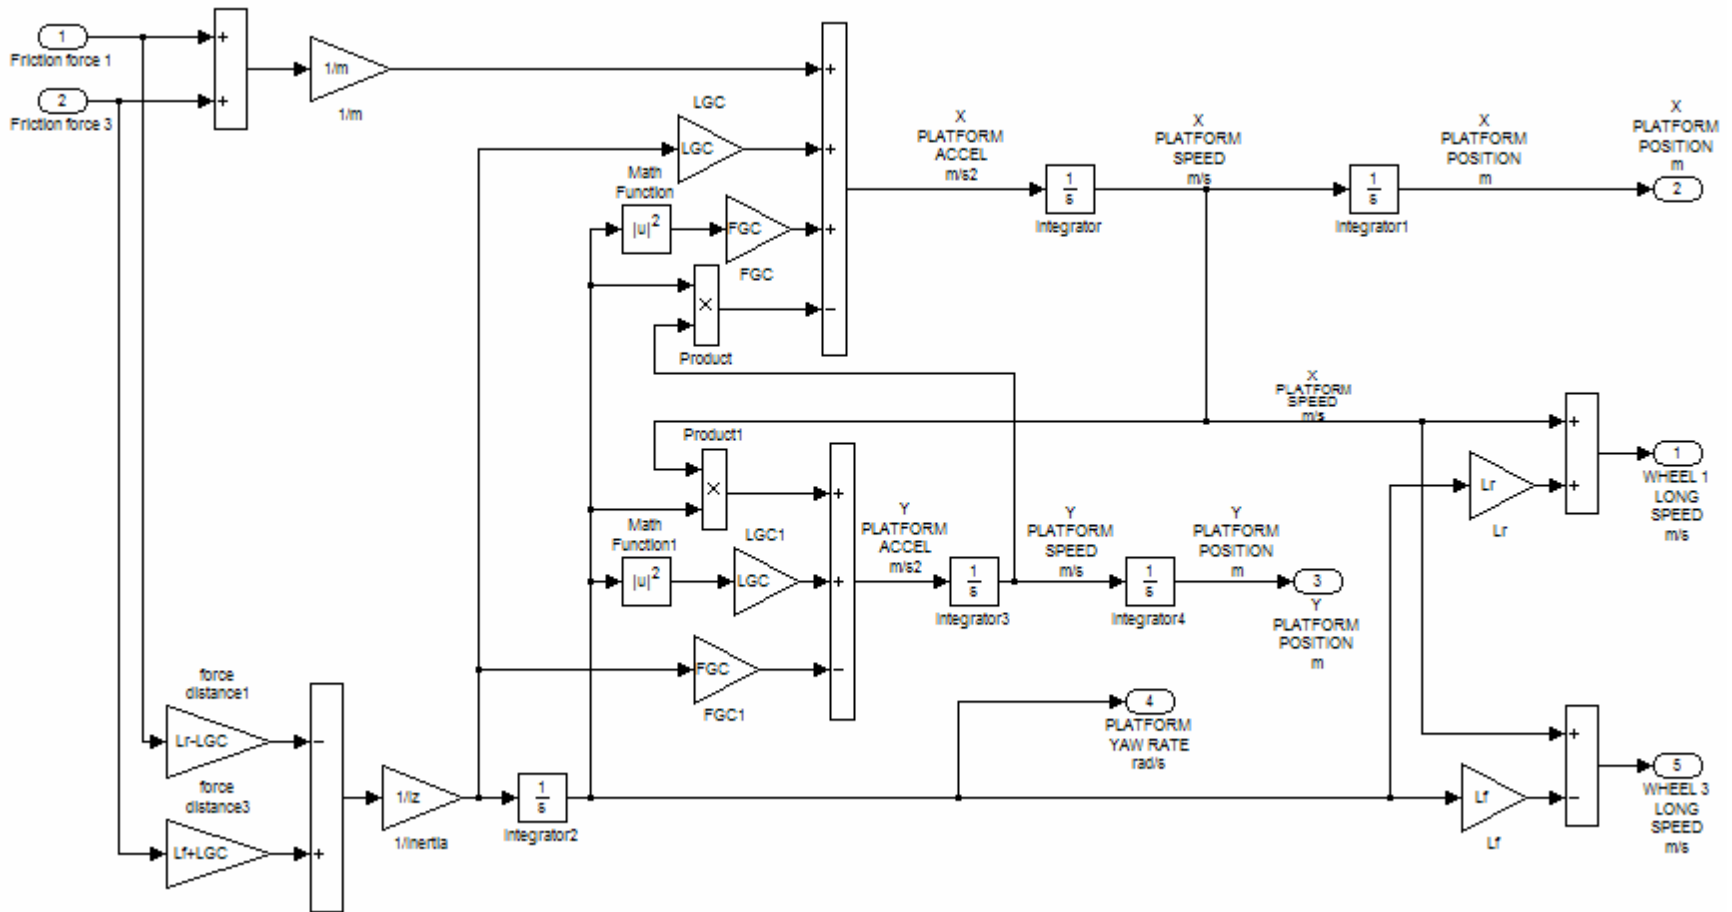 1
Friction force 1
2
Friction force 3
+
+
1/m
1/m
LGC
LGC
Math
Function
|u|2
FGC
FGC
×
Product
+
+
+
−
X
PLATFORM
ACCEL
m/s2
1
s
Integrator
X
PLATFORM
SPEED
m/s
1
s
Integrator1
X
PLATFORM
POSITION
m
X
PLATFORM
POSITION
m
2
X
PLATFORM
SPEED
m/s
Product1
×
Math
Function1
|u|2
LGC1
LGC
FGC
FGC1
+
+
−
Y
PLATFORM
ACCEL
m/s2
1
s
Integrator3
Y
PLATFORM
SPEED
m/s
1
s
Integrator4
Y
PLATFORM
POSITION
m
3
Y
PLATFORM
POSITION
m
Lr
Lr
+
+
1
WHEEL 1
LONG
SPEED
m/s
force
distance1
Lr-LGC
force
distance3
Lf+LGC
−
+
1/Iz
1/Inertia
1
s
Integrator2
4
PLATFORM
YAW RATE
rad/s
Lf
Lf
+
−
5
WHEEL 3
LONG
SPEED
m/s